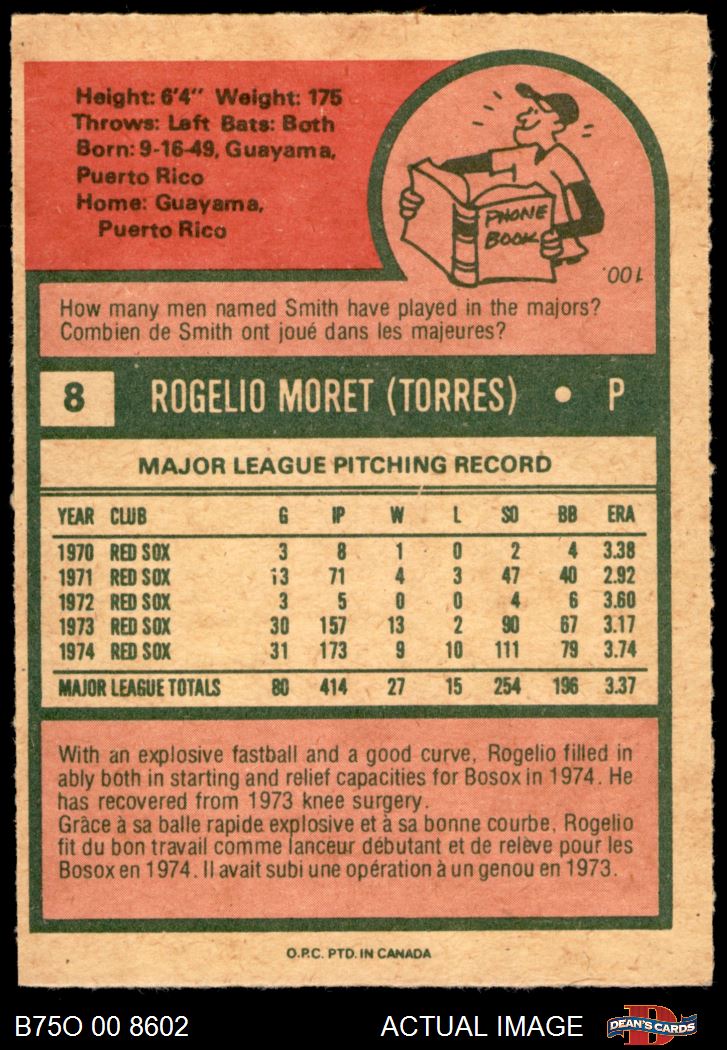 Height: 6'4" Weight: 175
Throws: Left Bats: Both
Born: 9-16-49, Guayama,
Puerto Rico
Home: Guayama,
Puerto Rico
PHONE
BOOK
100.
How many men named Smith have played in the majors?
Combien de Smith ont joué dans les majeures?
8 ROGELIO MORET (TORRES) • P
MAJOR LEAGUE PITCHING RECORD
YEAR CLUB G IP W L SO BB ERA
1970 RED SOX 3 8 1 0 2 4 3.38
1971 RED SOX 13 71 4 3 47 40 2.92
1972 RED SOX 3 5 0 0 4 6 3.60
1973 RED SOX 30 157 13 2 90 67 3.17
1974 RED SOX 31 173 9 10 111 79 3.74
MAJOR LEAGUE TOTALS 80 414 27 15 254 196 3.37
With an explosive fastball and a good curve, Rogelio filled in
ably both in starting and relief capacities for Bosox in 1974. He
has recovered from 1973 knee surgery.
Grâce à sa balle rapide explosive et à sa bonne courbe, Rogelio
fit du bon travail comme lanceur débutant et de relève pour les
Bosox en 1974. Il avait subi une opération à un genou en 1973.
O.P.C. PTD. IN CANADA
B75O 00 8602 ACTUAL IMAGE D DEAN'S CARDS